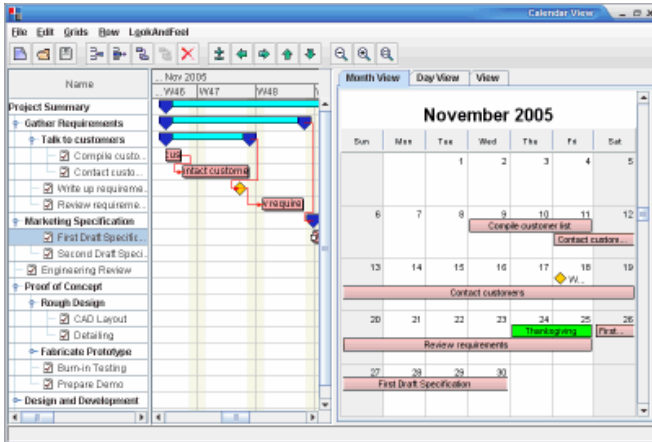 Calendar View
File Edit Grids Row LookAndFeel
Name
... Nov 2005
.. W46 W47 W48
Project Summary
Gather Requirements
Talk to customers
Compile custo...
Contact custo...
Write up requireme...
Review requireme...
Marketing Specification
First Draft Specific...
Second Draft Speci...
Engineering Review
Proof of Concept
Rough Design
CAD Layout
Detailing
Fabricate Prototype
Burn-in Testing
Prepare Demo
Design and Development
cus
ntact custome
w require
Month View Day View View
November 2005
Sun Mon Tue Wed Thu Fri Sat
1 2 3 4 5
6 7 8 9 10 11 12
Compile customer list
Contact custom...
13 14 15 16 17 18 19
W...
Contact customers
20 21 22 23 24 25 26
Thanksgiving First...
Review requirements
27 28 29 30
First Draft Specification